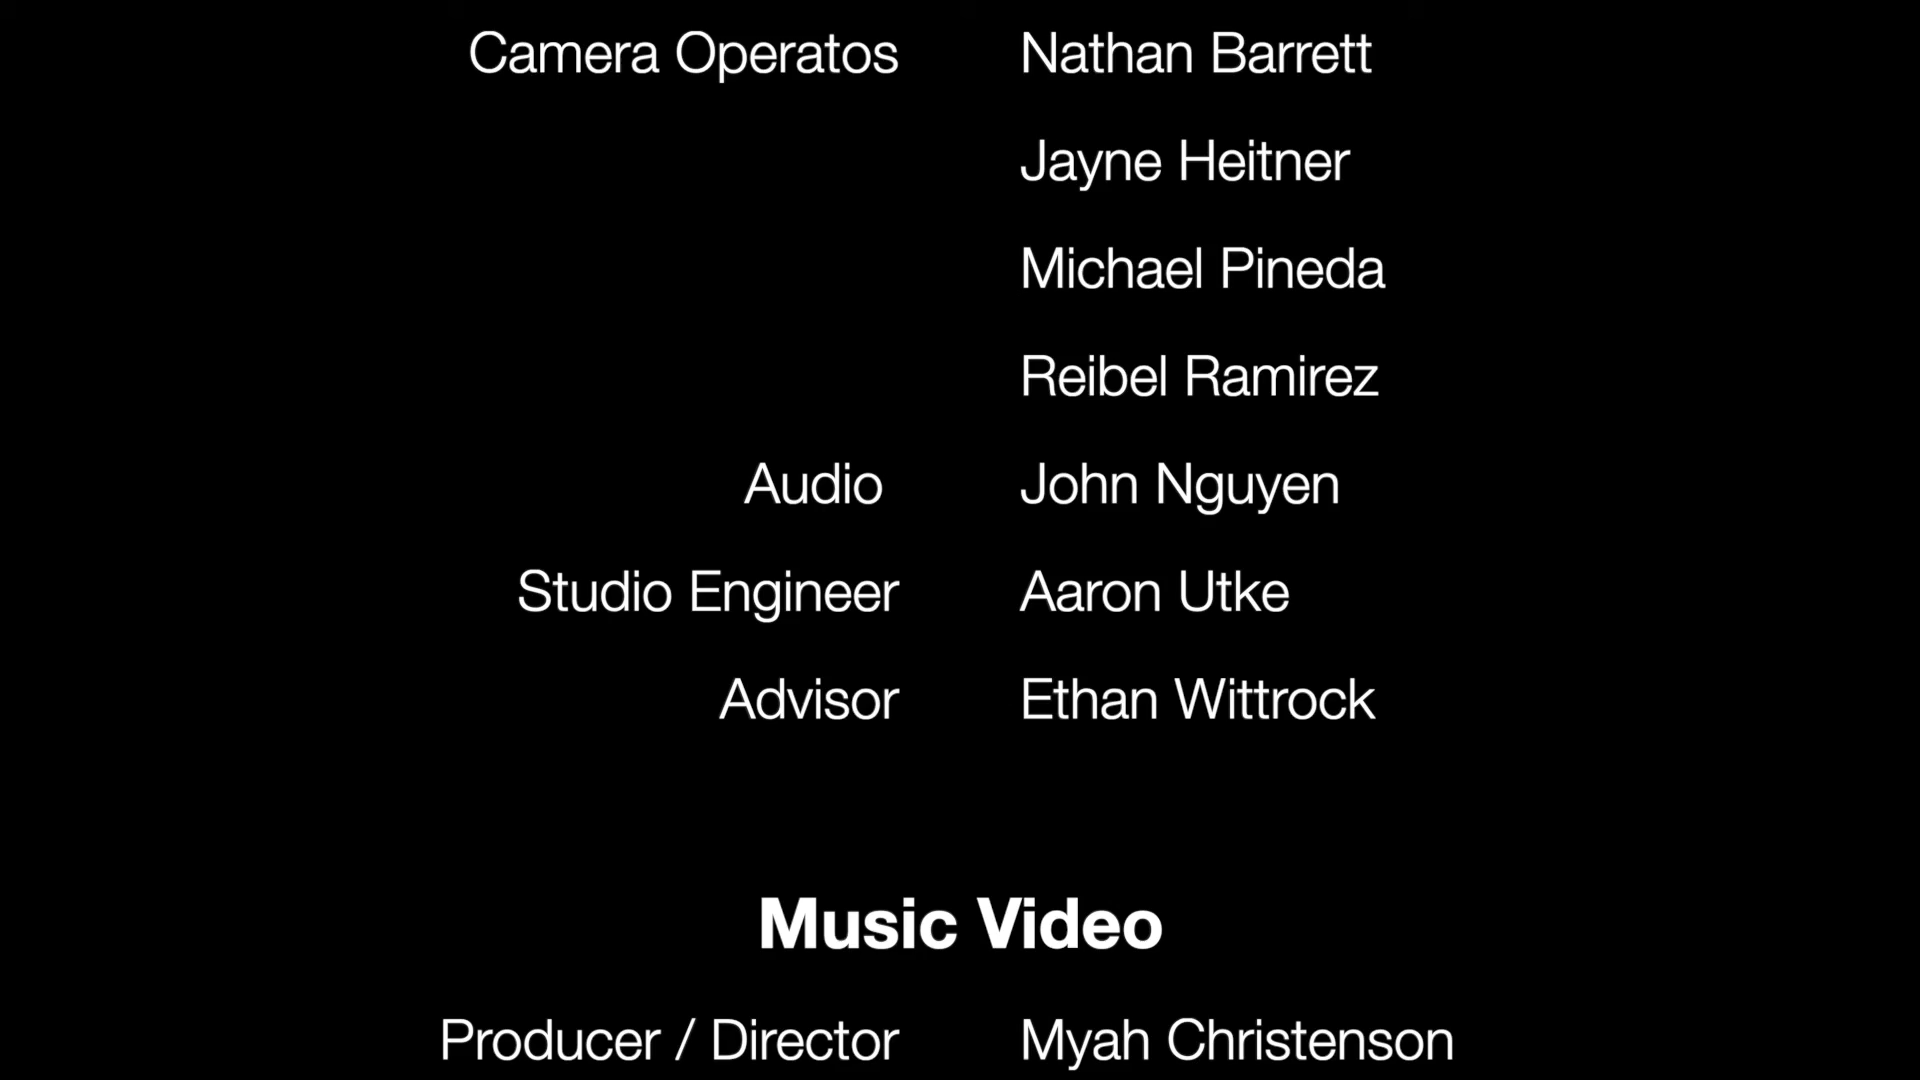 Camera Operatos Nathan Barrett
Jayne Heitner
Michael Pineda
Reibel Ramirez
Audio John Nguyen
Studio Engineer Aaron Utke
Advisor Ethan Wittrock
Music Video
Producer / Director Myah Christenson